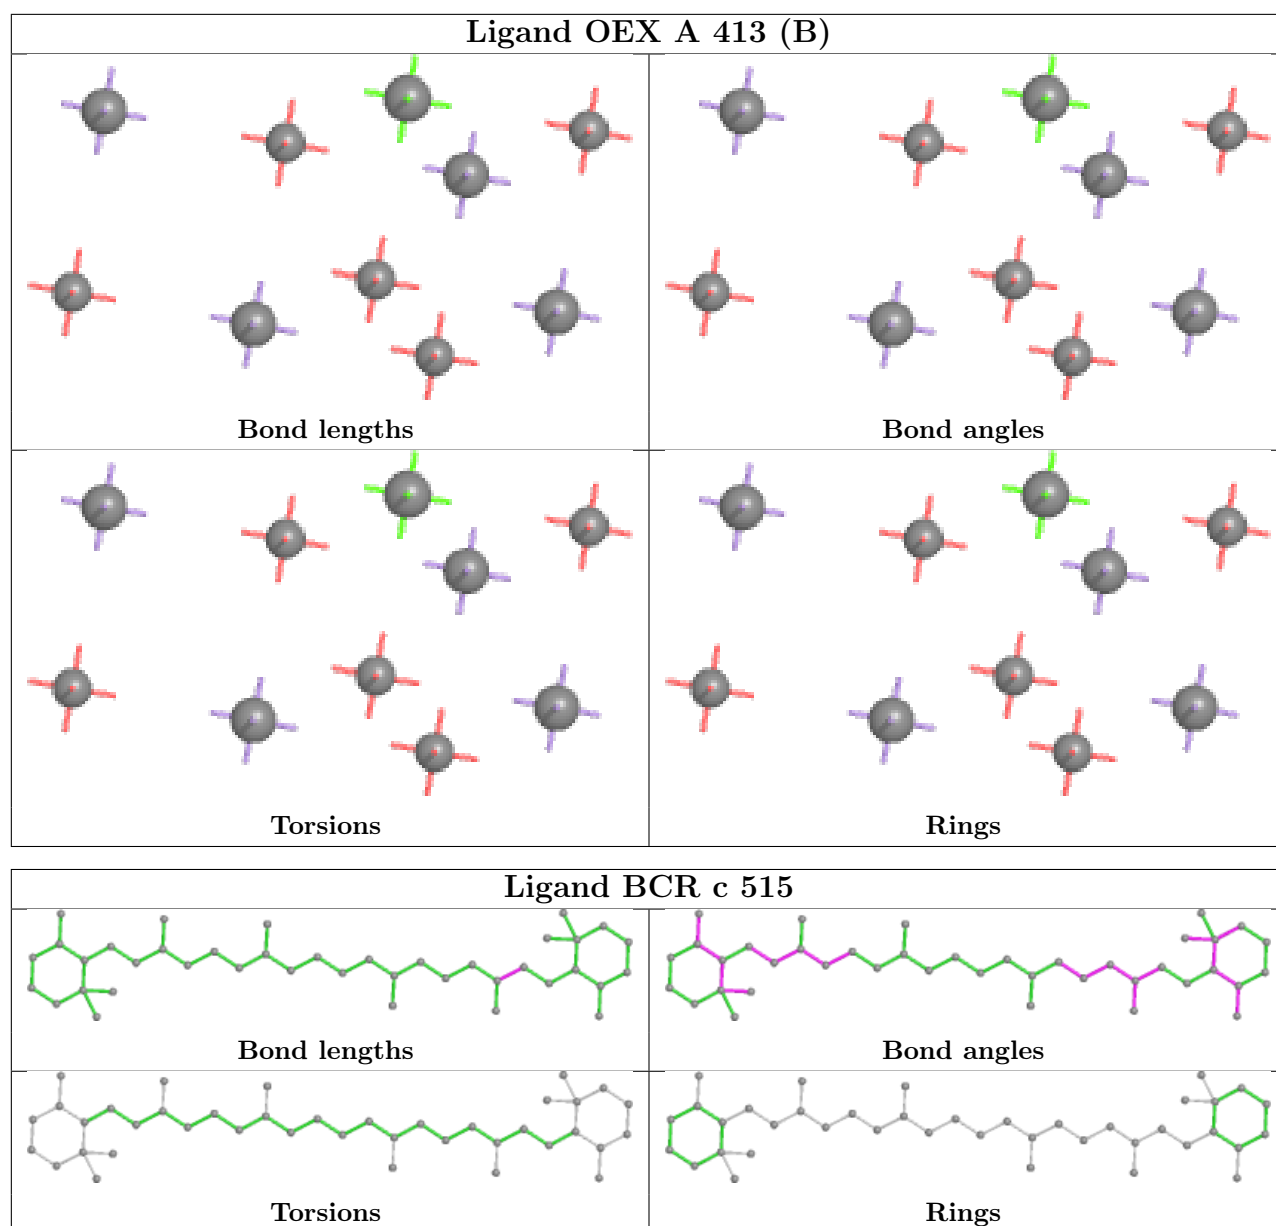 Ligand OEX A 413 (B)
Bond lengths
Bond angles
Torsions
Rings
Ligand BCR c 515
Bond lengths
Bond angles
Torsions
Rings